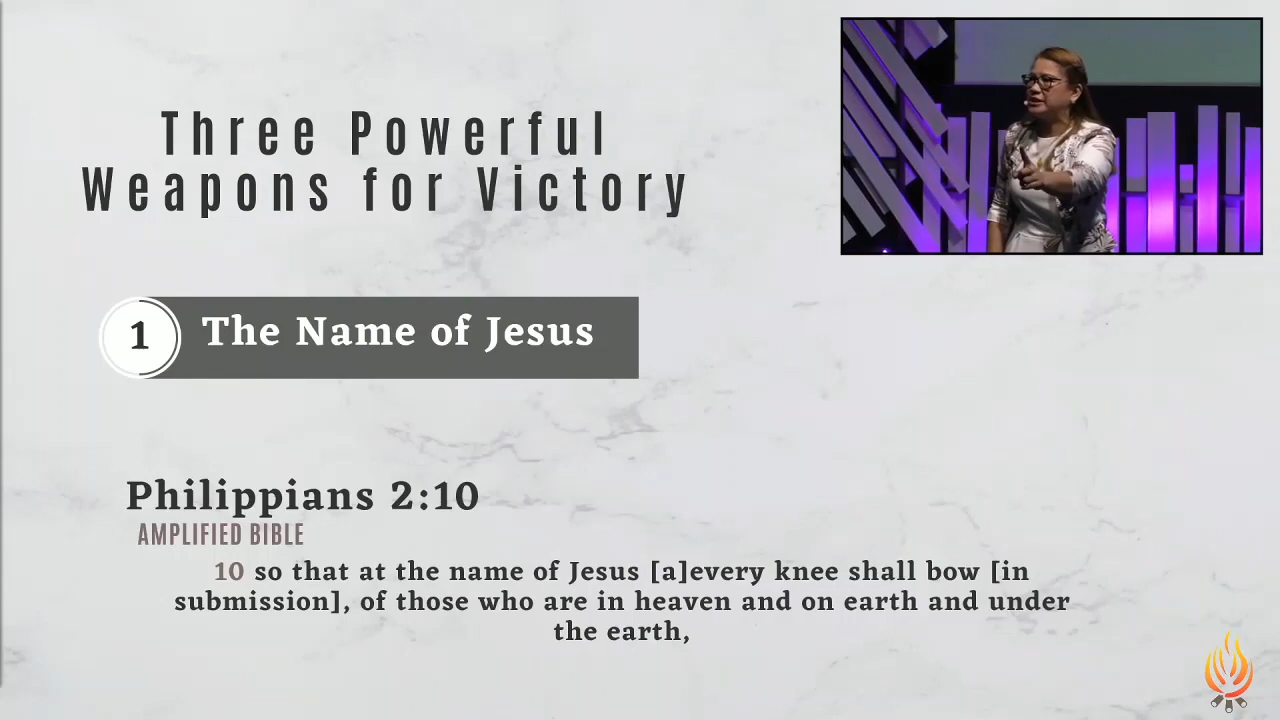 Three Powerful
Weapons for Victory
1 The Name of Jesus
Philippians 2:10
AMPLIFIED BIBLE
10 so that at the name of Jesus [a]every knee shall bow [in
submission], of those who are in heaven and on earth and under
the earth,